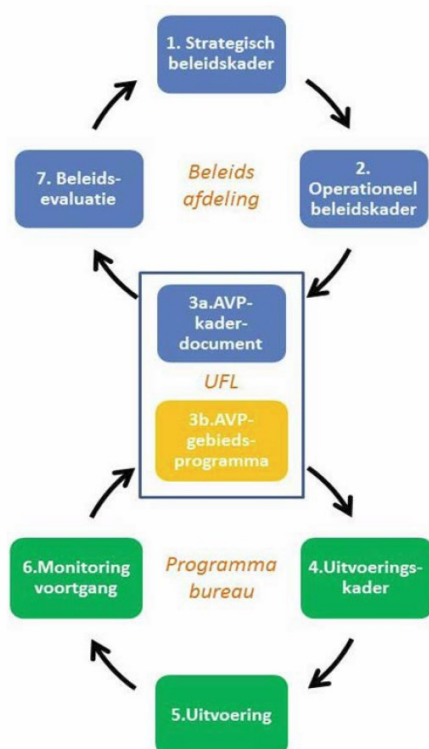 1. Strategisch
beleidskader
7. Beleids-
evaluatie
Beleids
afdeling
2.
Operationeel
beleidskader
3a.AVP-
kader-
document
UFL
3b.AVP-
gebieds-
programma
6.Monitoring
voortgang
Programma
bureau
4.Uitvoerings-
kader
5.Uitvoering